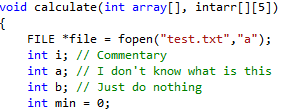 void calculate(int array[], intarr[][5])
{
FILE *file = fopen("test.txt","a");
int i; // Commentary
int a; // I don't know what is this
int b; // Just do nothing
int min = 0;